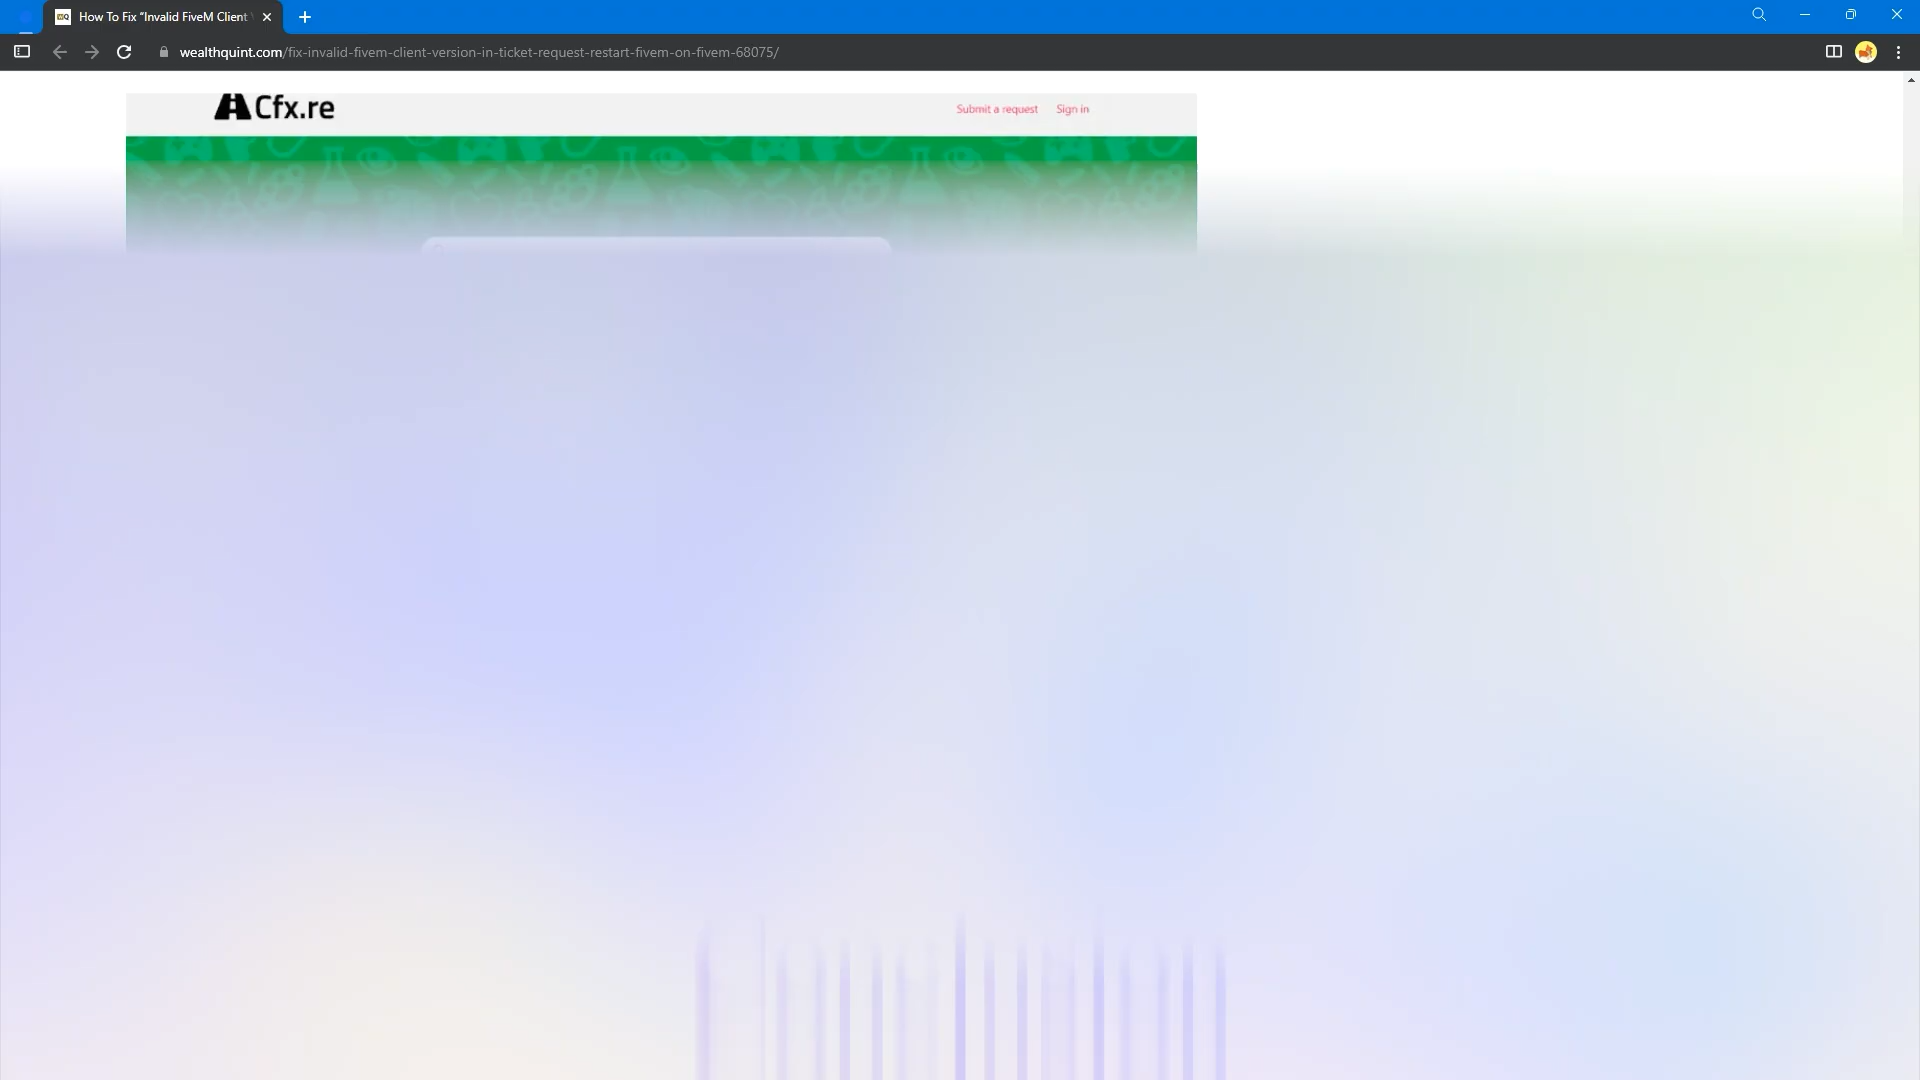 How To Fix “Invalid FiveM Client
wealthquint.com/fix-invalid-fivem-client-version-in-ticket-request-restart-fivem-on-fivem-68075/
Cfx.re
Submit a request Sign in